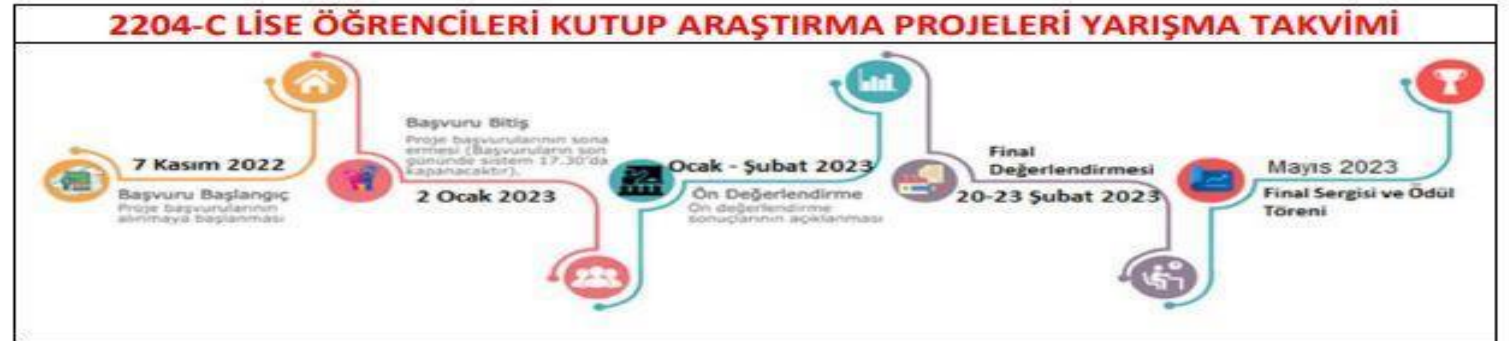 2204-C LİSE ÖĞRENCİLERİ KUTUP ARAŞTIRMA PROJELERİ YARIŞMA TAKVİMİ
7 Kasım 2022
Başvuru Başlangıç
Proje başvurularının
alınmaya başlanması
Başvuru Bitiş
Proje başvurularının sona
ermesi (Başvuruların son
gününde sistem 17.30'da
kapanacaktır).
2 Ocak 2023
Ocak - Şubat 2023
Ön Değerlendirme
Ön değerlendirme
sonuçlarının açıklanması
Final
Değerlendirmesi
20-23 Şubat 2023
Mayıs 2023
Final Sergisi ve Ödül
Töreni